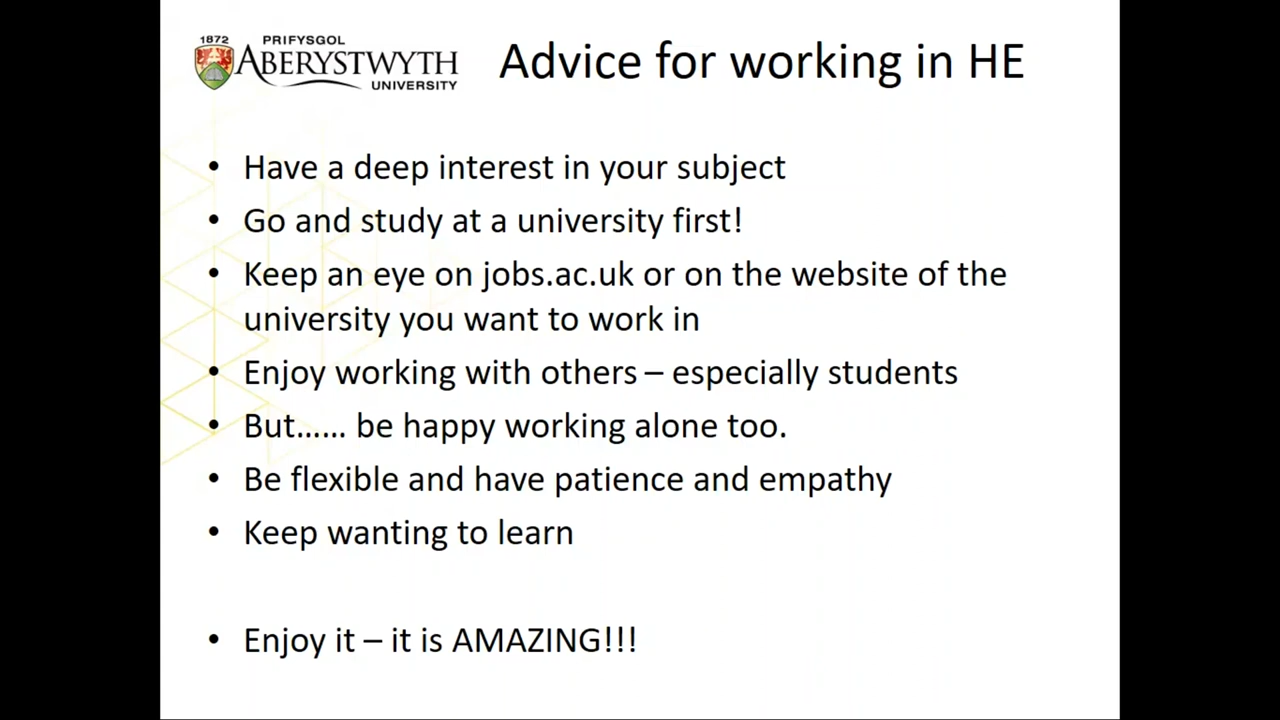 1872
PRIFYSGOL
ABERYSTWYTH
UNIVERSITY
Advice for working in HE
• Have a deep interest in your subject
• Go and study at a university first!
• Keep an eye on jobs.ac.uk or on the website of the
university you want to work in
• Enjoy working with others – especially students
• But…… be happy working alone too.
• Be flexible and have patience and empathy
• Keep wanting to learn
• Enjoy it – it is AMAZING!!!